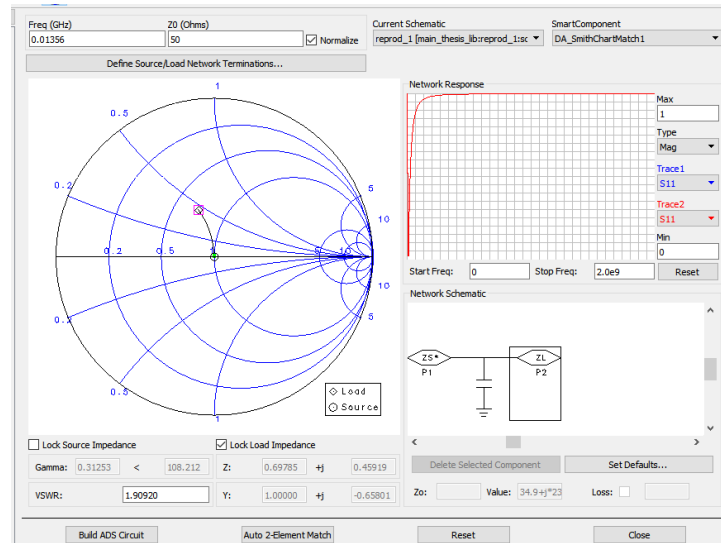 Freq (GHz) Z0 (Ohms) Current Schematic SmartComponent
0.01356 50 Normalize reprod_1 [main_thesis_lib:reprod_1:sc DA_SmithChartMatch1
Define Source/Load Network Terminations...
Network Response
1
0.5
0.2
5
10
0.2 0.5 1 5 10
10
0.2
5
0.5
1
Load
Source
Max
1
Type
Mag
Trace1
S11
Trace2
S11
Min
0
Start Freq: 0 Stop Freq: 2.0e9 Reset
Network Schematic
ZS* ZL
P1 P2
Lock Source Impedance Lock Load Impedance
Gamma: 0.31253 < 108.212 Z: 0.69785 +j 0.45919
VSWR: 1.90920 Y: 1.00000 +j -0.65801
Delete Selected Component Set Defaults...
Zo: Value: 34.9+j*23 Loss:
Build ADS Circuit Auto 2-Element Match Reset Close